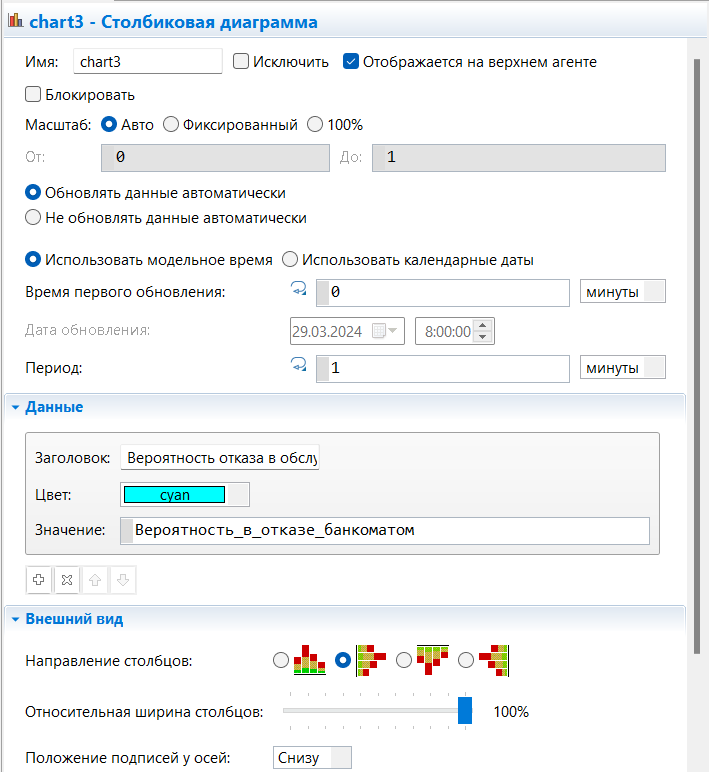 chart3 - Столбиковая диаграмма
Имя: chart3 Исключить Отображается на верхнем агенте
Блокировать
Масштаб: Авто Фиксированный 100%
От: 0 До: 1
Обновлять данные автоматически
Не обновлять данные автоматически
Использовать модельное время Использовать календарные даты
Время первого обновления: 0 минуты
Дата обновления: 29.03.2024 8:00:00
Период: 1 минуты
Данные
Заголовок: Вероятность отказа в обслу
Цвет: cyan
Значение: Вероятность_в_отказе_банкоматом
Внешний вид
Направление столбцов:
Относительная ширина столбцов: 100%
Положение подписей у осей: Снизу